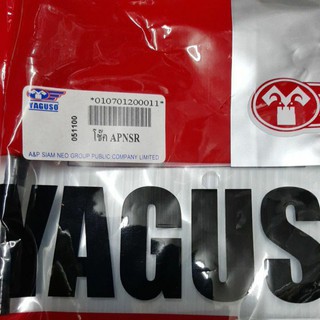 YAGUSO
*010701200011*
051100
โช๊ค APNSR
A&P SIAM NEO GROUP PUBLIC COMPANY LIMITED
YAGUS